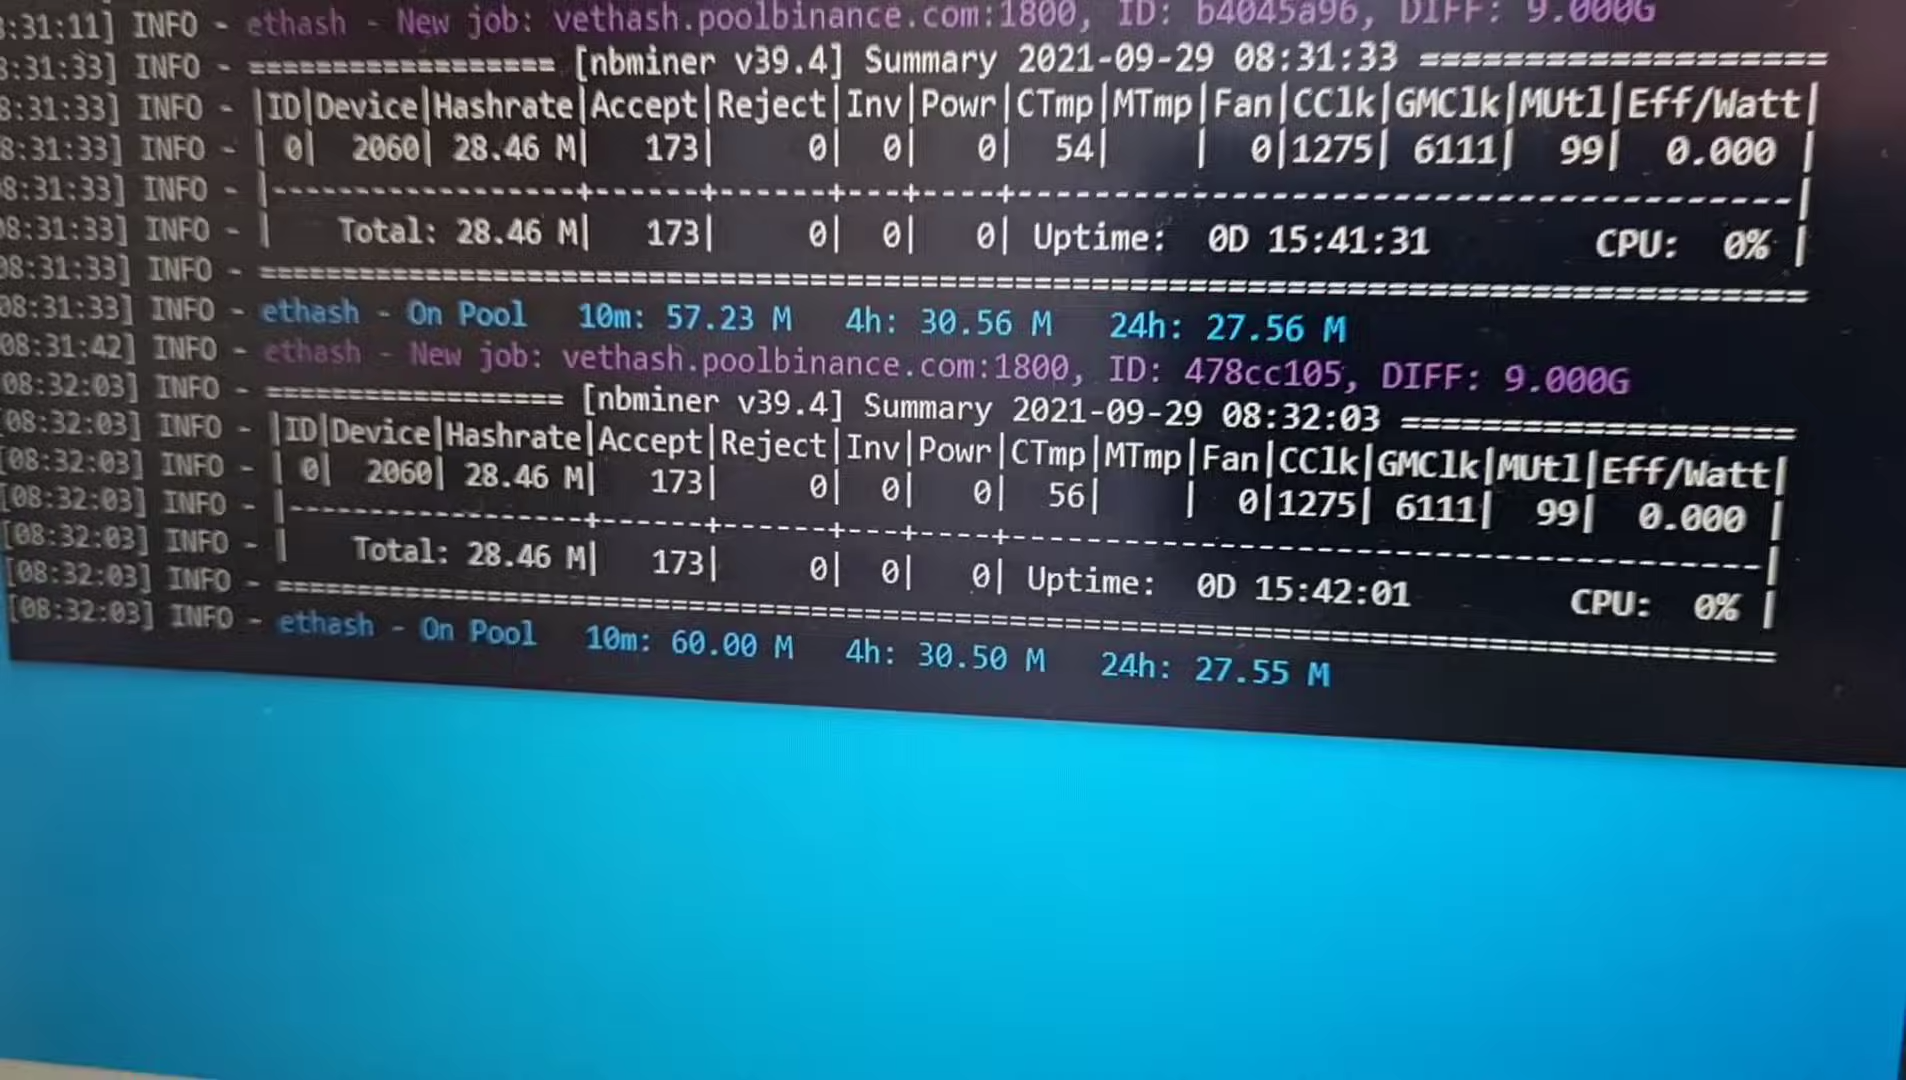 8:31:11] INFO - ethash - New job: vethash.poolbinance.com:1800, ID: b4045a96, DIFF: 9.000G
8:31:33] INFO - ================== [nbminer v39.4] Summary 2021-09-29 08:31:33 ===================
8:31:33] INFO - |ID|Device|Hashrate|Accept|Reject|Inv|Powr|CTmp|MTmp|Fan|CClk|GMClk|MUtl|Eff/Watt|
8:31:33] INFO - | 0| 2060| 28.46 M| 173| 0| 0| 0| 54| | 0|1275| 6111| 99| 0.000 |
08:31:33] INFO - |------------------+------+------+---+----+--------------------------------------|
08:31:33] INFO - | Total: 28.46 M| 173| 0| 0| 0| Uptime: 0D 15:41:31 CPU: 0% |
08:31:33] INFO - ==================================================================================
08:31:33] INFO - ethash - On Pool 10m: 57.23 M 4h: 30.56 M 24h: 27.56 M
08:31:42] INFO - ethash - New job: vethash.poolbinance.com:1800, ID: 478cc105, DIFF: 9.000G
08:32:03] INFO - ================== [nbminer v39.4] Summary 2021-09-29 08:32:03 ===================
[08:32:03] INFO - |ID|Device|Hashrate|Accept|Reject|Inv|Powr|CTmp|MTmp|Fan|CClk|GMClk|MUtl|Eff/Watt|
[08:32:03] INFO - | 0| 2060| 28.46 M| 173| 0| 0| 0| 56| | 0|1275| 6111| 99| 0.000 |
[08:32:03] INFO - |------------------+------+------+---+----+--------------------------------------|
[08:32:03] INFO - | Total: 28.46 M| 173| 0| 0| 0| Uptime: 0D 15:42:01 CPU: 0% |
[08:32:03] INFO - ==================================================================================
[08:32:03] INFO - ethash - On Pool 10m: 60.00 M 4h: 30.50 M 24h: 27.55 M